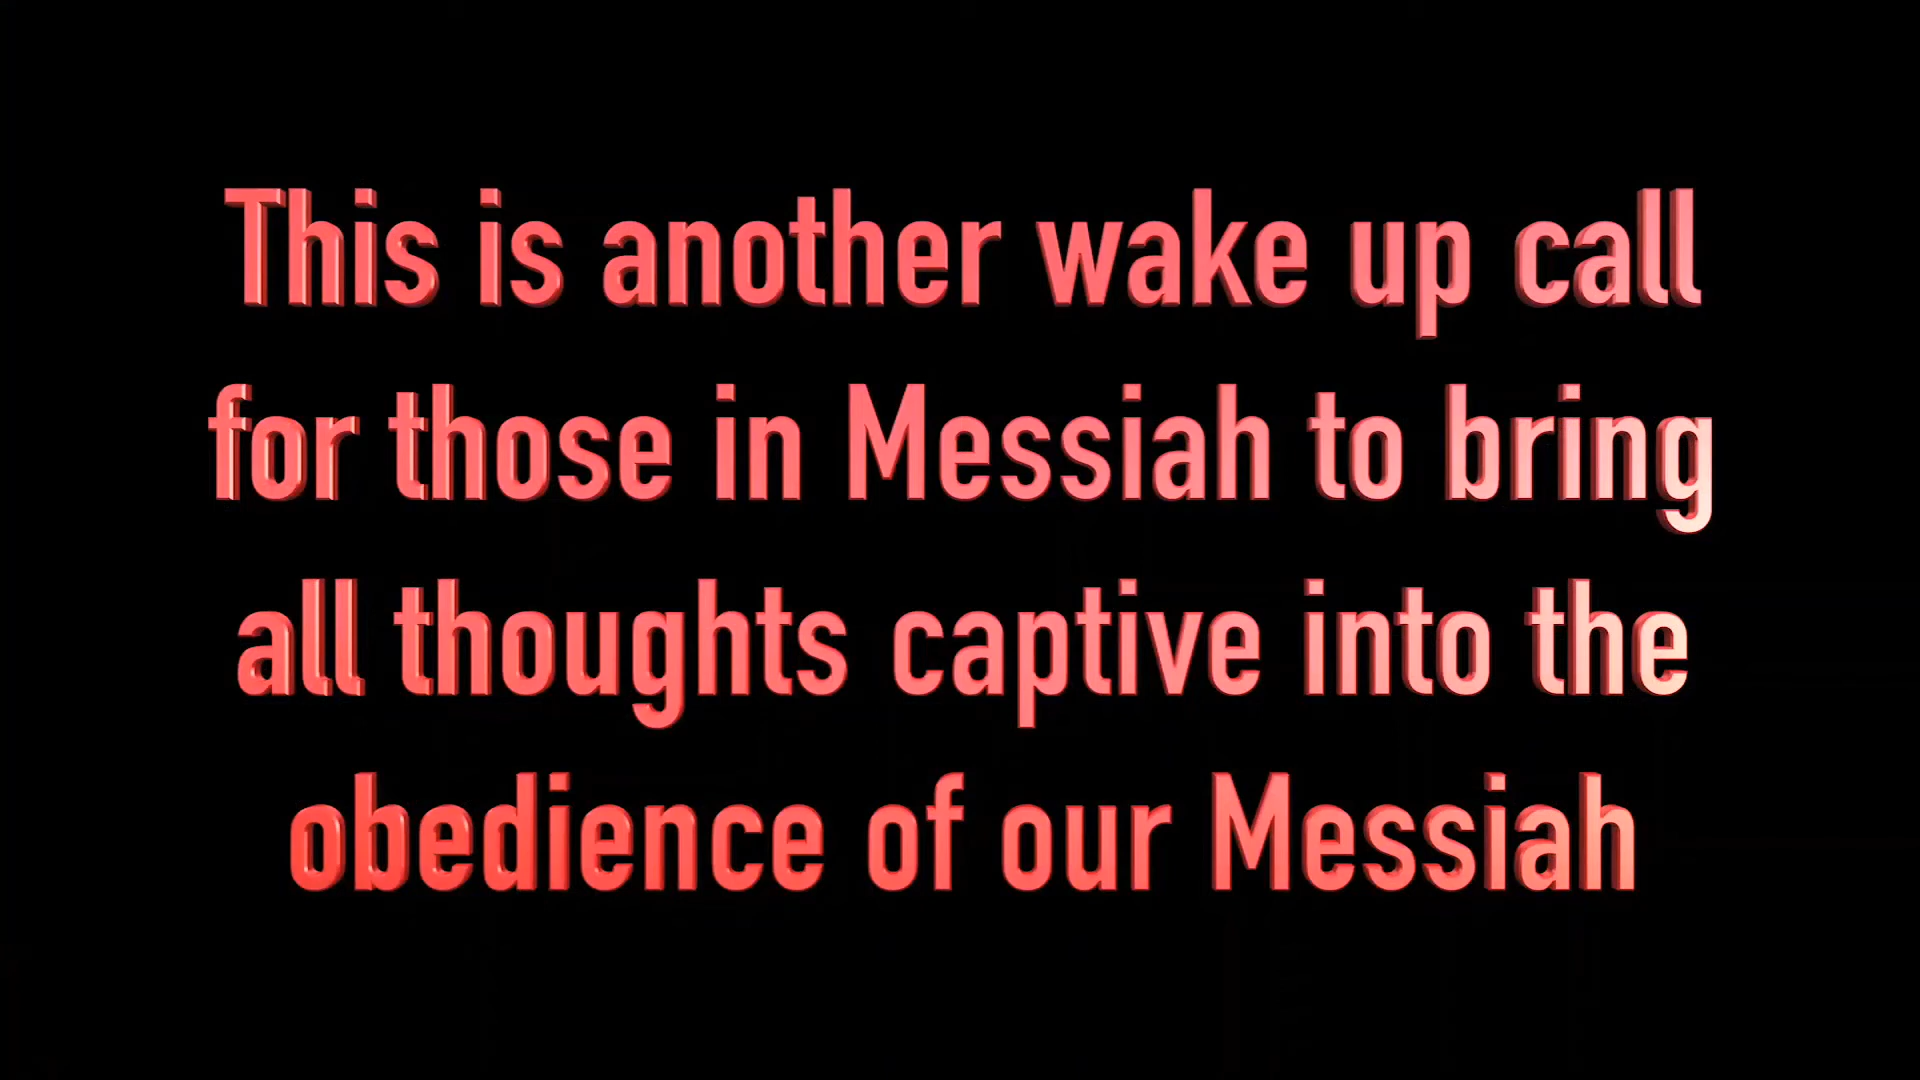 This is another wake up call
for those in Messiah to bring
all thoughts captive into the
obedience of our Messiah